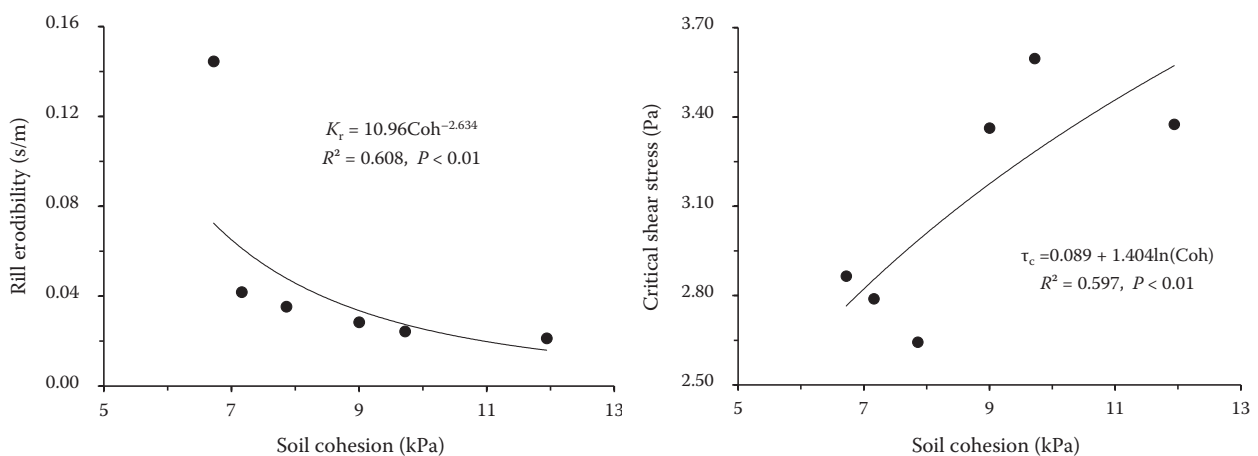 Rill erodibility (s/m)
0.16
0.12
0.08
0.04
0.00
K_r = 10.96Coh^−2.634
R² = 0.608, P < 0.01
5 7 9 11 13
Soil cohesion (kPa)
Critical shear stress (Pa)
3.70
3.40
3.10
2.80
2.50
τ_c =0.089 + 1.404ln(Coh)
R² = 0.597, P < 0.01
5 7 9 11 13
Soil cohesion (kPa)